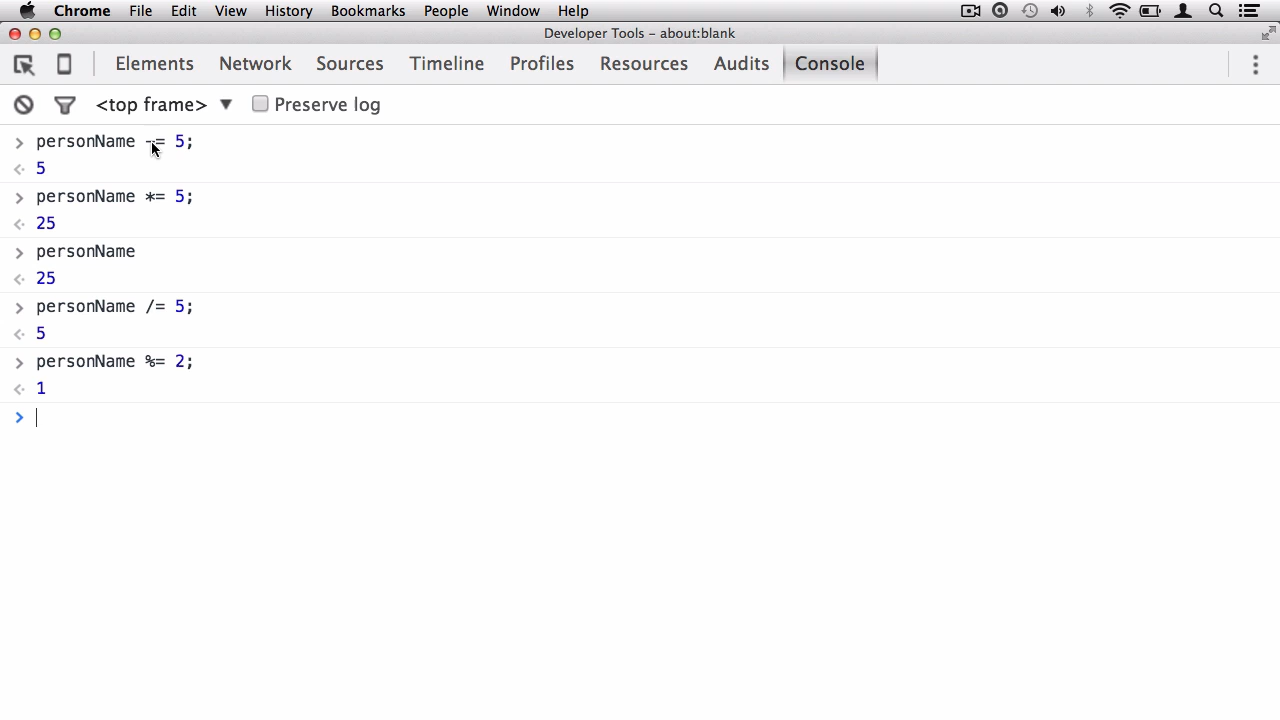 Chrome File Edit View History Bookmarks People Window Help
Developer Tools - about:blank
Elements Network Sources Timeline Profiles Resources Audits Console
<top frame> ▼ Preserve log
> personName -= 5;
<· 5
> personName *= 5;
<· 25
> personName
<· 25
> personName /= 5;
<· 5
> personName %= 2;
<· 1
>